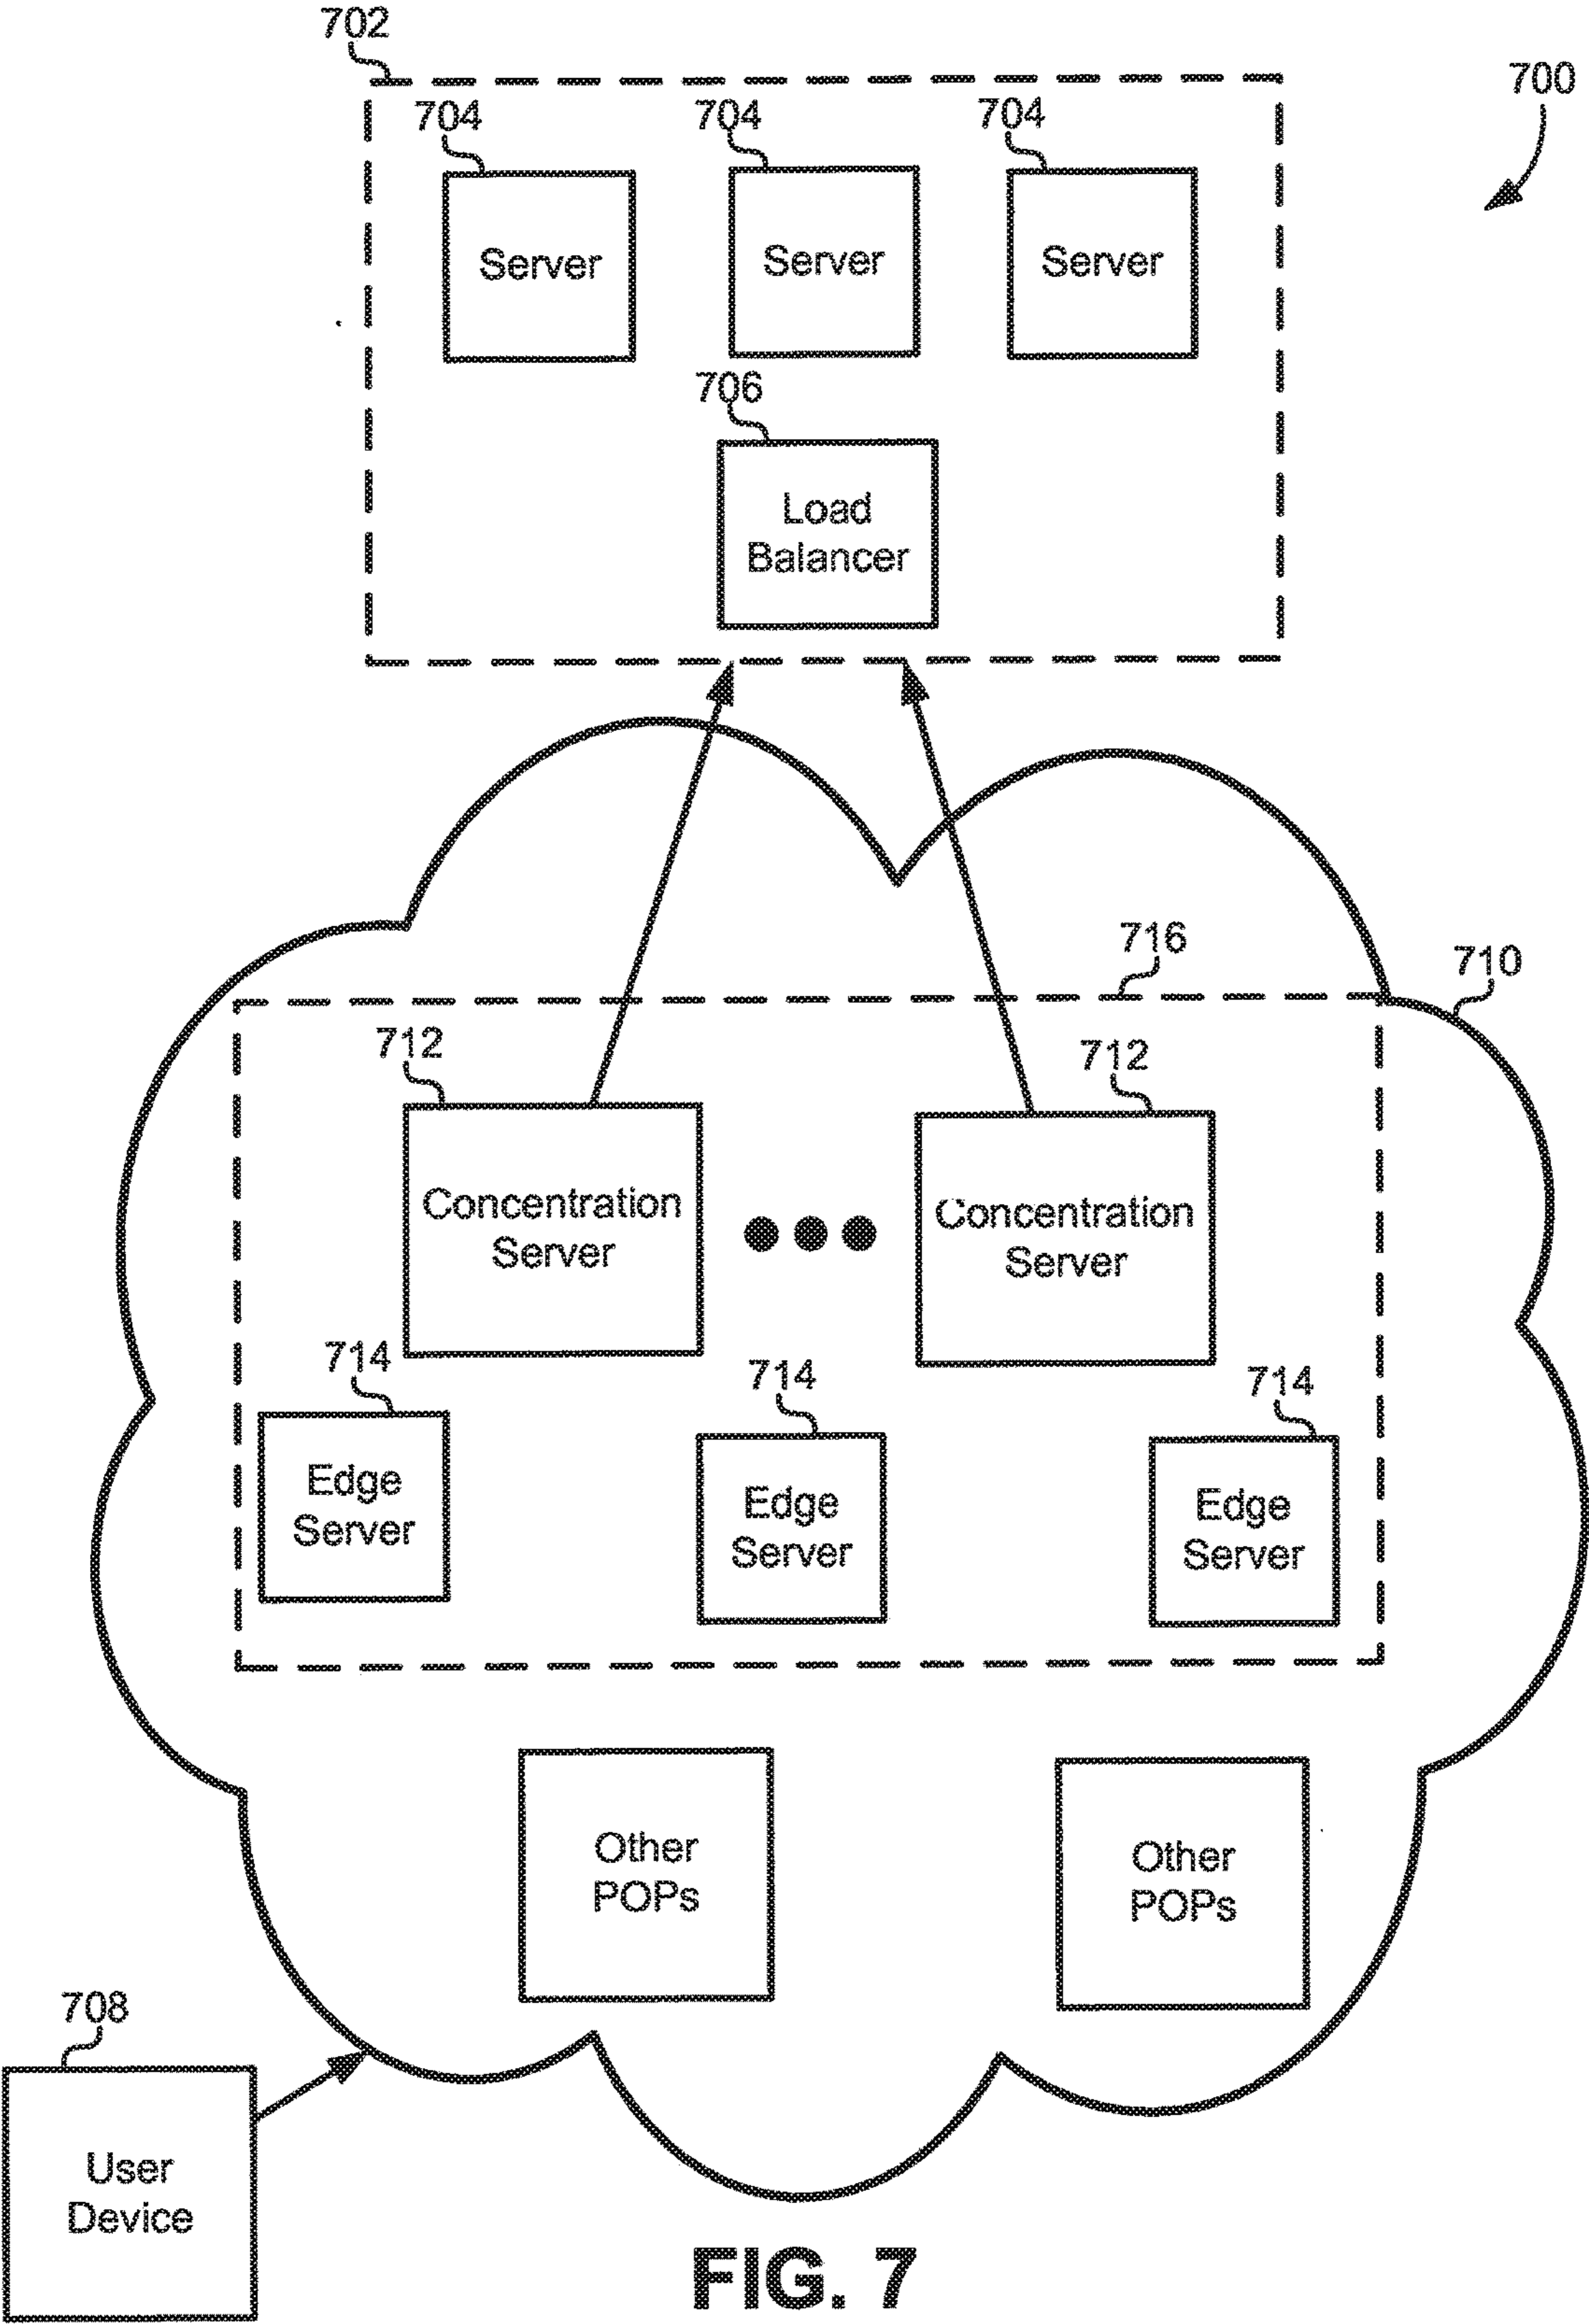 702
700
704
704
704
Server
Server
Server
706
Load
Balancer
716
710
712
712
Concentration
Server
Concentration
Server
714
714
714
Edge
Server
Edge
Server
Edge
Server
Other
POPs
Other
POPs
708
User
Device
FIG. 7